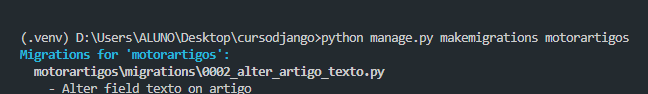 (.venv) D:\Users\ALUNO\Desktop\cursodjango>python manage.py makemigrations motorartigos
Migrations for 'motorartigos':
motorartigos\migrations\0002_alter_artigo_texto.py
- Alter field texto on artigo